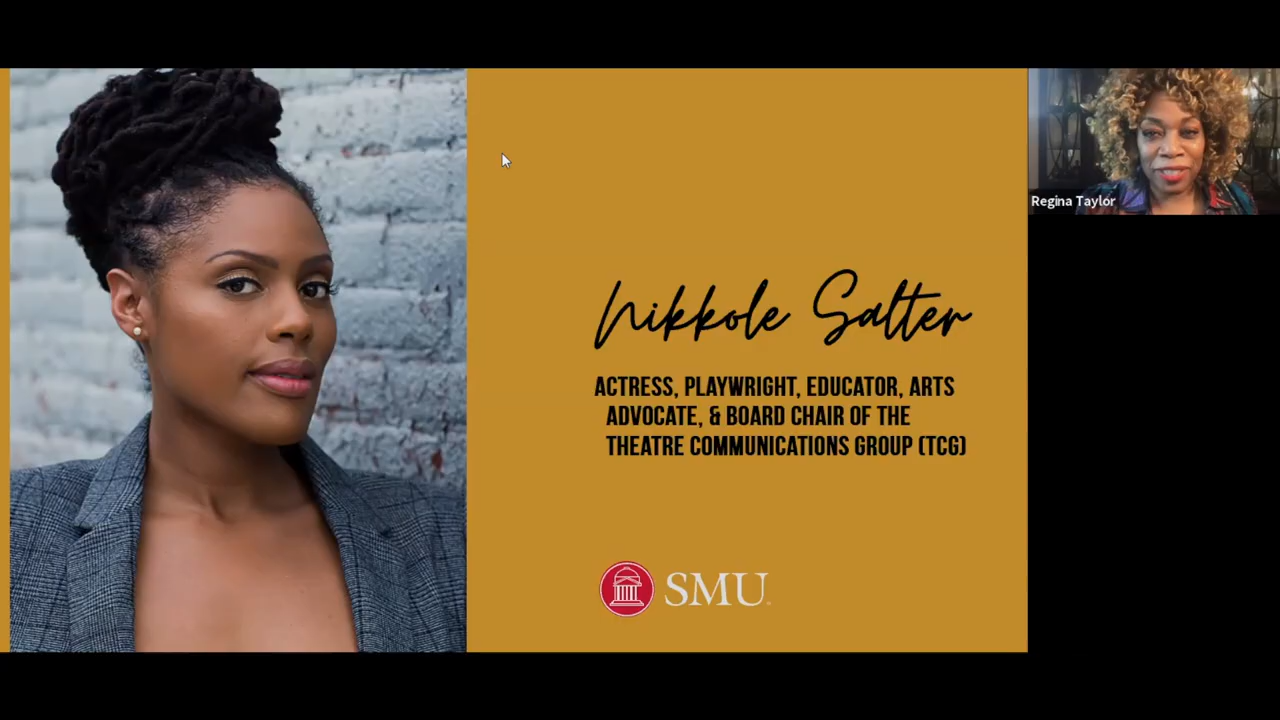 Regina Taylor
Nikkole Salter
ACTRESS, PLAYWRIGHT, EDUCATOR, ARTS
ADVOCATE, & BOARD CHAIR OF THE
THEATRE COMMUNICATIONS GROUP (TCG)
SMU